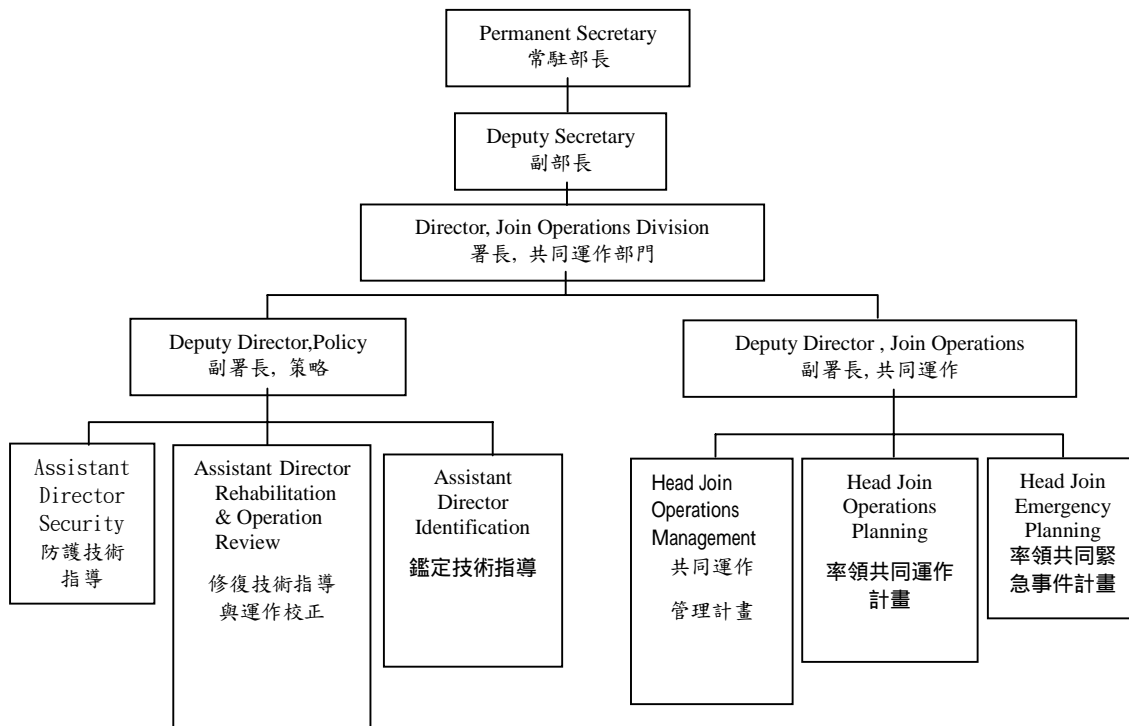 Permanent Secretary
常駐部長
Deputy Secretary
副部長
Director, Join Operations Division
署長, 共同運作部門
Deputy Director,Policy
副署長, 策略
Deputy Director , Join Operations
副署長, 共同運作
Assistant
Director
Security
防護技術
指導
Assistant Director
Rehabilitation
& Operation
Review
修復技術指導
與運作校正
Assistant
Director
Identification
鑑定技術指導
Head Join
Operations
Management
共同運作
管理計畫
Head Join
Operations
Planning
率領共同運作
計畫
Head Join
Emergency
Planning
率領共同緊
急事件計畫